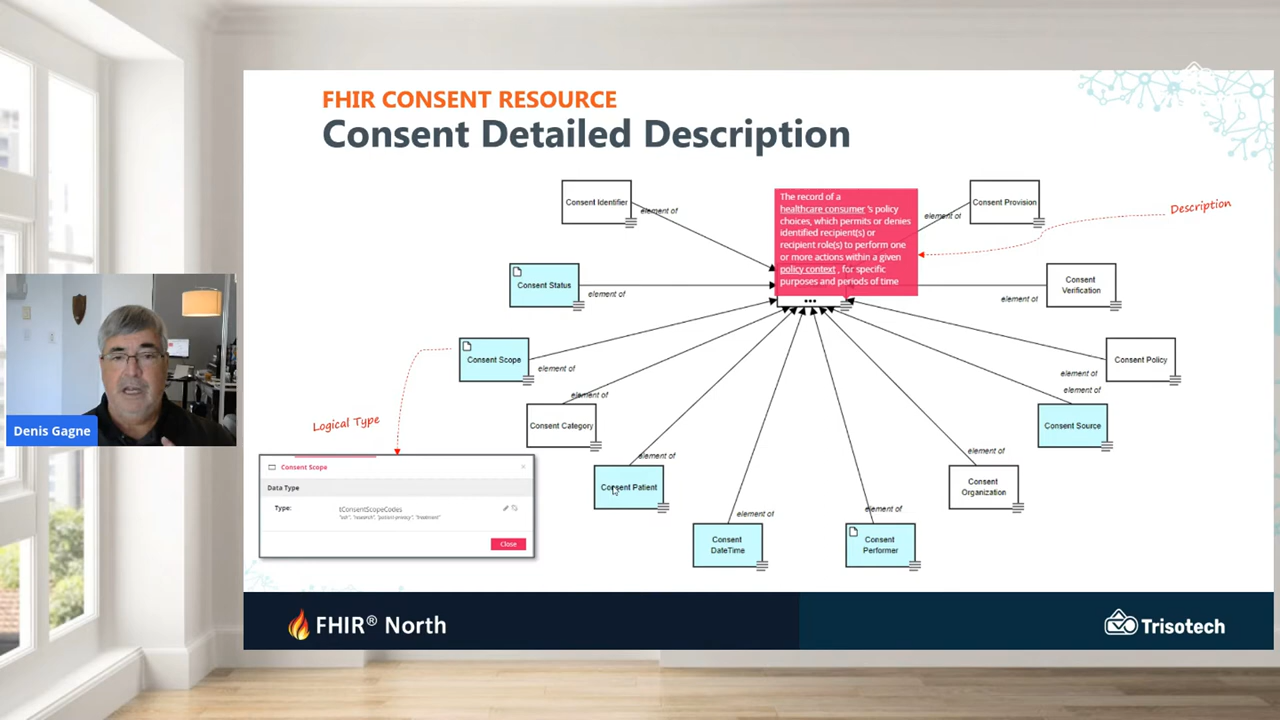 FHIR CONSENT RESOURCE
Consent Detailed Description
Consent Identifier
element of
The record of a
healthcare consumer 's policy
choices, which permits or denies
identified recipient(s) or
recipient role(s) to perform one
or more actions within a given
policy context , for specific
purposes and periods of time
element of
Consent Provision
Description
Consent Status
element of
Consent
Verification
element of
Consent Scope
element of
Consent Policy
element of
element of
Consent Category
element of
Consent Source
Logical Type
Denis Gagne
element of
Consent Patient
element of
Consent
Organization
Consent Scope
Data Type
Type:
tConsentScopeCodes
"adr", "research", "patient-privacy", "treatment"
Close
element of
Consent
DateTime
element of
Consent
Performer
FHIR® North
Trisotech